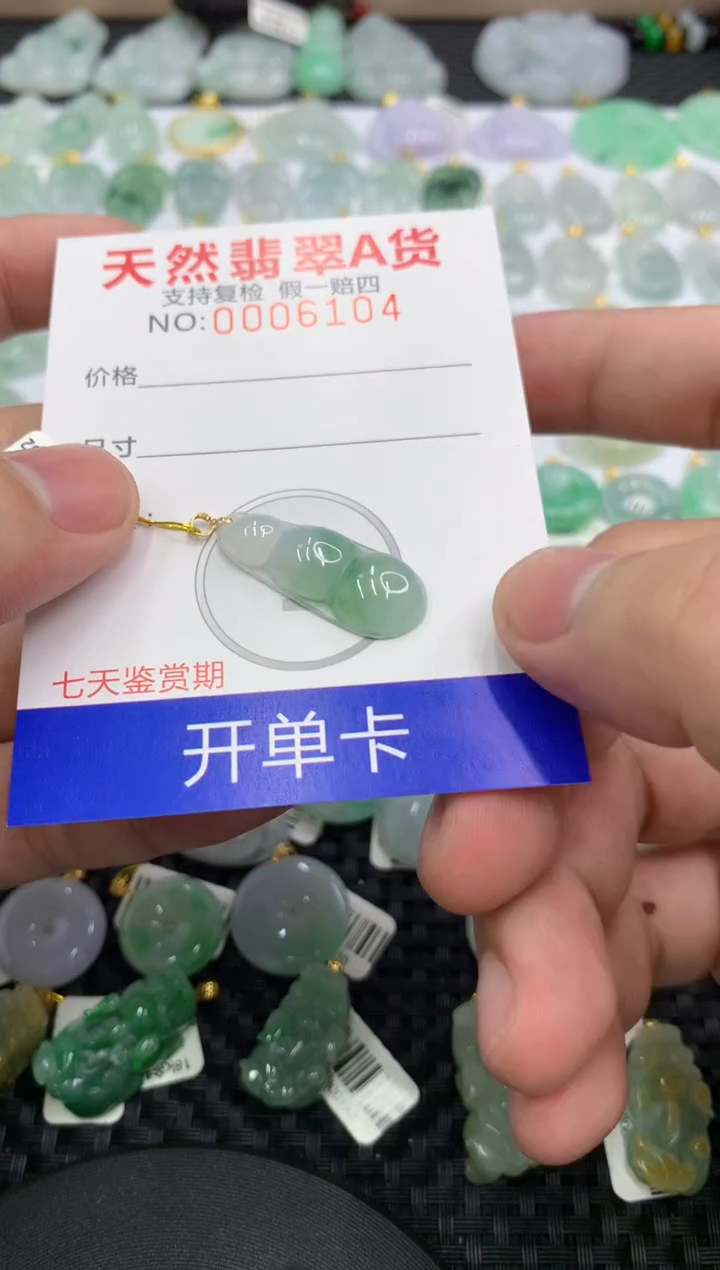 天然翡翠A货
支持复检 假一赔四
NO:0006104
价格
尺寸
七天鉴赏期
开单卡